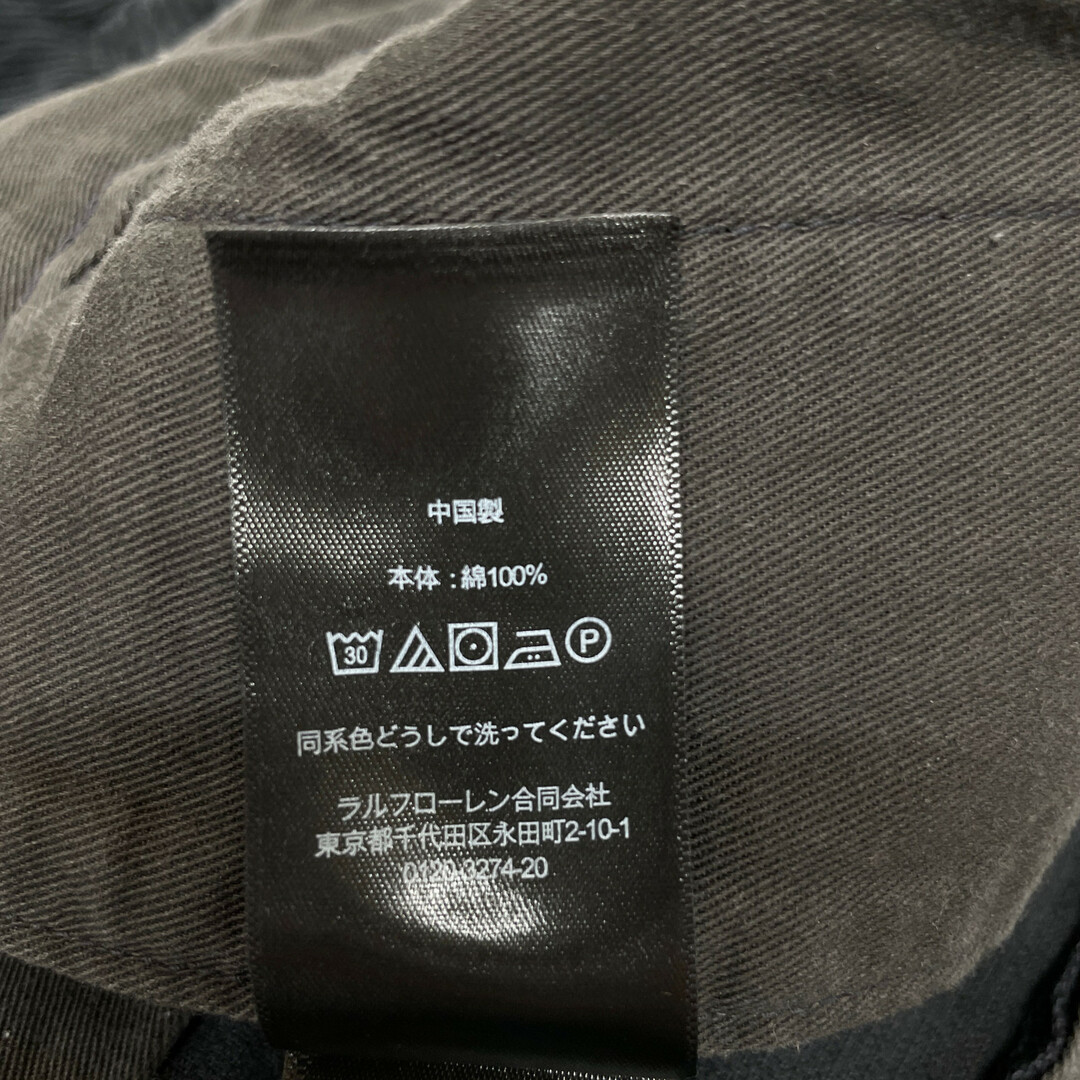 中国製
本体:綿100%
30 P
同系色どうしで洗ってください
ラルフローレン合同会社
東京都千代田区永田町2-10-1
0120-3274-20